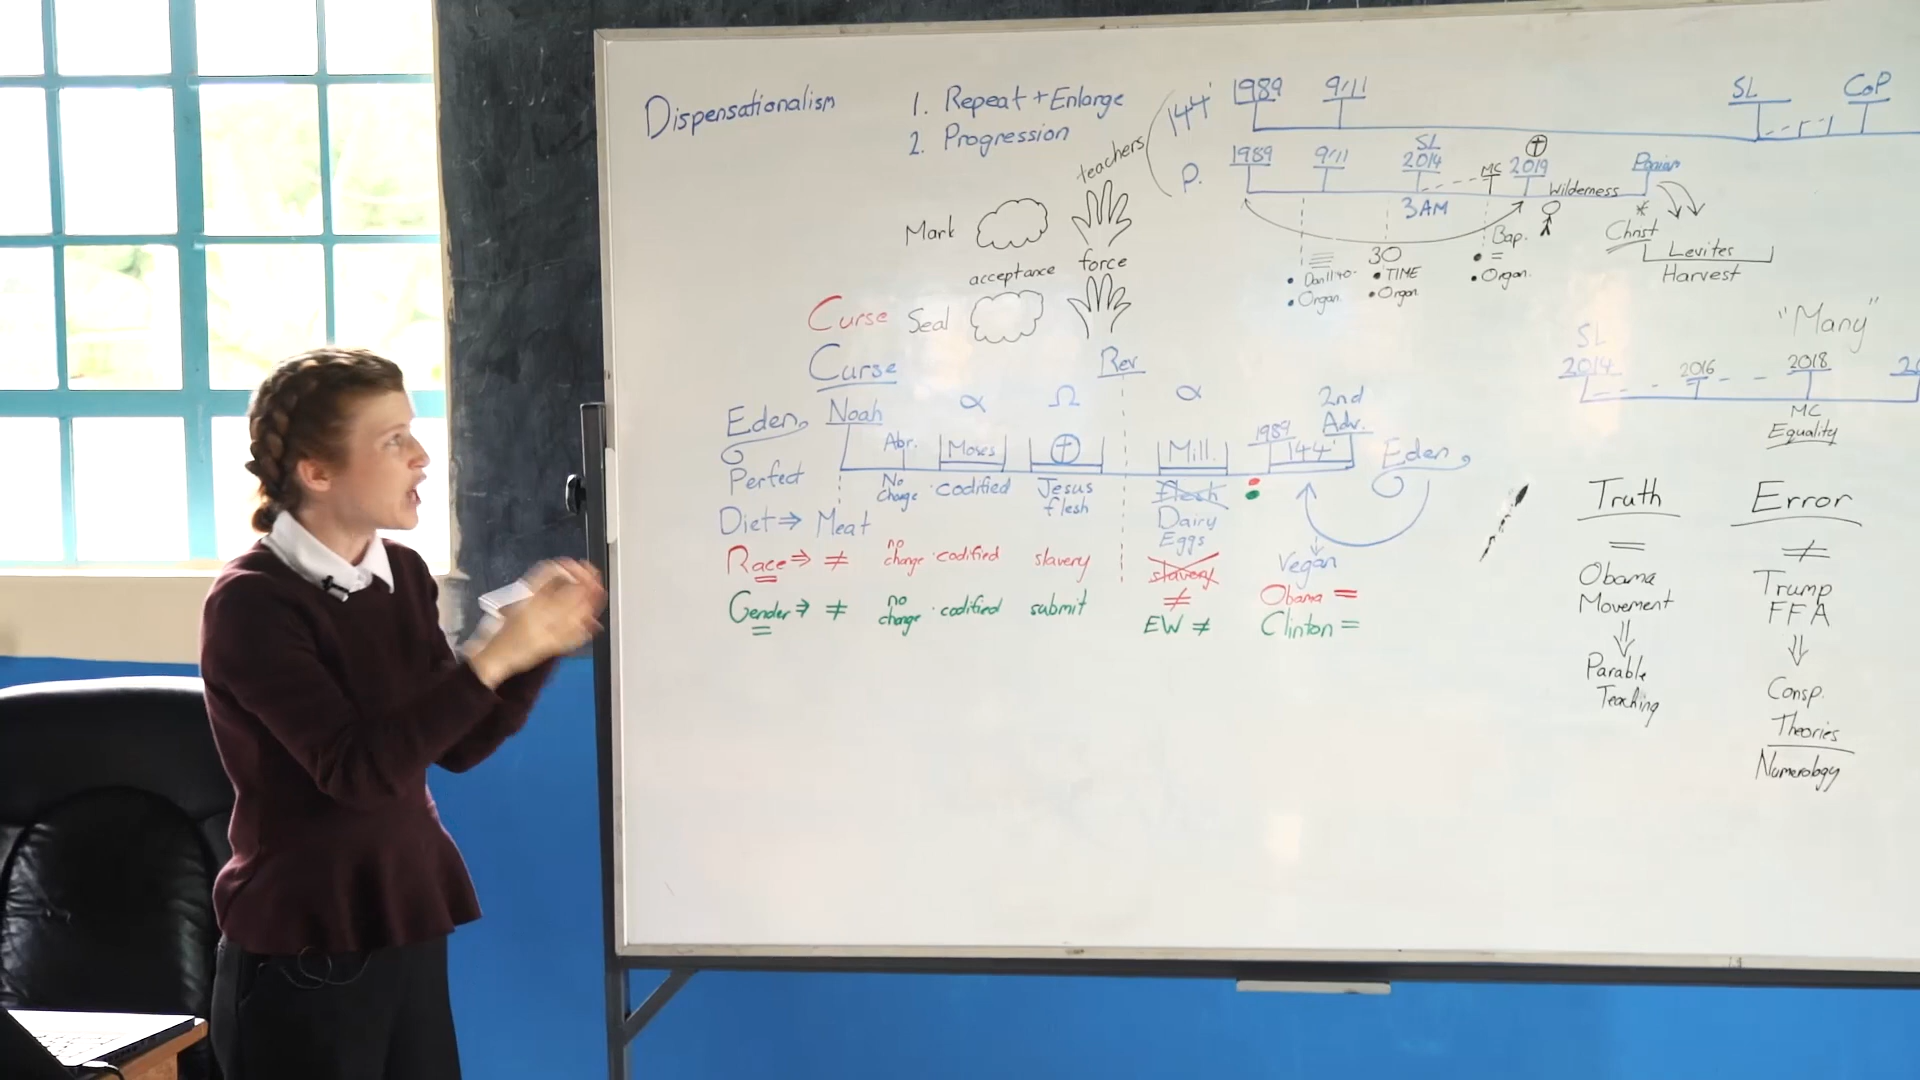 Dispensationalism
1. Repeat + Enlarge
2. Progression
teachers
144'
1989
9/11
SL
CoP
P.
1989
9/11
SL
2014
MC
2019
Wilderness
3AM
Christ
Levites
Harvest
30
• Dan 11:40-
• Organ.
• TIME
• Organ
Bap.
• =
• Organ.
Mark
acceptance
force
Curse
Seal
Curse
Rev
"Many"
SL
2014
2016
2018
MC
Equality
Eden
Noah
α
Ω
α
2nd
Adv.
Abr.
Moses
Mill.
1989
144'
Eden
Perfect
No
Change
• codified
Jesus
flesh
flesh
Dairy
Eggs
Diet ⇒ Meat
Vegan
Race ⇒ ≠
no
change
• codified
slavery
slavery
≠
Obama =
Gender ⇒ ≠
no
change
• codified
submit
EW ≠
Clinton =
Truth
=
Obama
Movement
⇓
Parable
Teaching
Error
≠
Trump
FFA
⇓
Consp.
Theories
Numerology